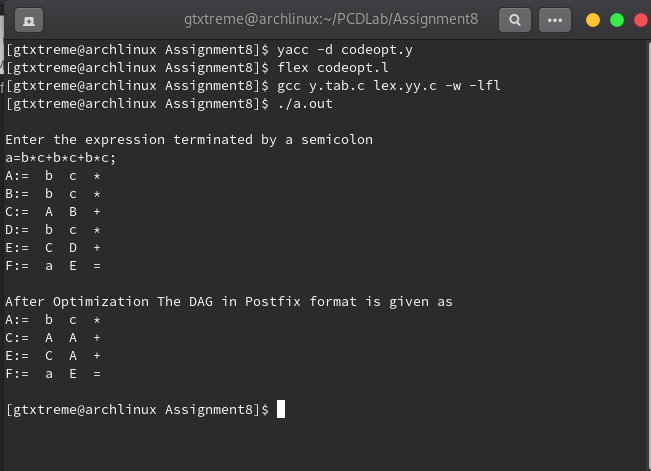 gtxtreme@archlinux:~/PCDLab/Assignment8
[gtxtreme@archlinux Assignment8]$ yacc -d codeopt.y
[gtxtreme@archlinux Assignment8]$ flex codeopt.l
[gtxtreme@archlinux Assignment8]$ gcc y.tab.c lex.yy.c -w -lfl
[gtxtreme@archlinux Assignment8]$ ./a.out
Enter the expression terminated by a semicolon
a=b*c+b*c+b*c;
A:=  b  c  *
B:=  b  c  *
C:=  A  B  +
D:=  b  c  *
E:=  C  D  +
F:=  a  E  =
After Optimization The DAG in Postfix format is given as
A:=  b  c  *
C:=  A  A  +
E:=  C  A  +
F:=  a  E  =
[gtxtreme@archlinux Assignment8]$